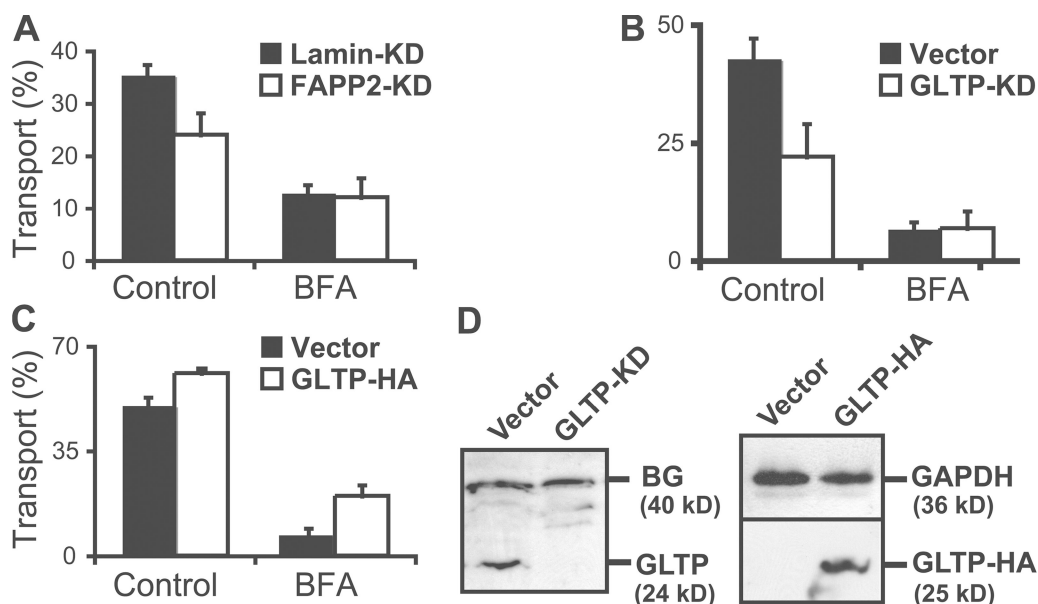 A
Transport (%)
40
30
20
10
0
Lamin-KD
FAPP2-KD
Control
BFA
B
Transport (%)
50
25
0
Vector
GLTP-KD
Control
BFA
C
Transport (%)
70
35
0
Vector
GLTP-HA
Control
BFA
D
Vector
GLTP-KD
BG
(40 kD)
GLTP
(24 kD)
Vector
GLTP-HA
GAPDH
(36 kD)
GLTP-HA
(25 kD)